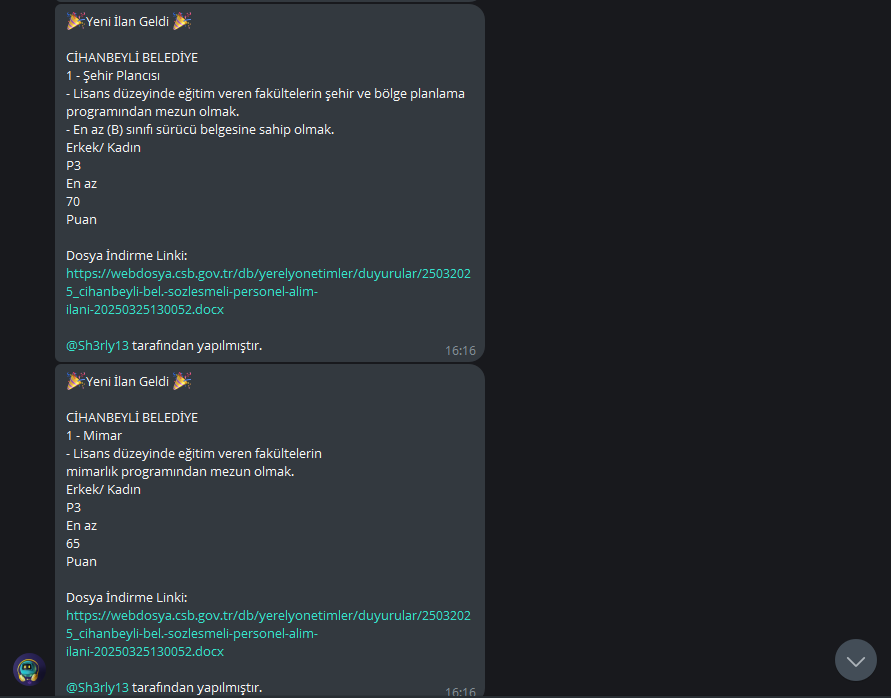 🎉Yeni İlan Geldi 🎉
CİHANBEYLİ BELEDİYE
1 - Şehir Plancısı
- Lisans düzeyinde eğitim veren fakültelerin şehir ve bölge planlama
programından mezun olmak.
- En az (B) sınıfı sürücü belgesine sahip olmak.
Erkek/ Kadın
P3
En az
70
Puan
Dosya İndirme Linki:
https://webdosya.csb.gov.tr/db/yerelyonetimler/duyurular/2503202
5_cihanbeyli-bel.-sozlesmeli-personel-alim-
ilani-20250325130052.docx
@Sh3rly13 tarafından yapılmıştır.
16:16
🎉Yeni İlan Geldi 🎉
CİHANBEYLİ BELEDİYE
1 - Mimar
- Lisans düzeyinde eğitim veren fakültelerin
mimarlık programından mezun olmak.
Erkek/ Kadın
P3
En az
65
Puan
Dosya İndirme Linki:
https://webdosya.csb.gov.tr/db/yerelyonetimler/duyurular/2503202
5_cihanbeyli-bel.-sozlesmeli-personel-alim-
ilani-20250325130052.docx
@Sh3rly13 tarafından yapılmıştır.
16:16